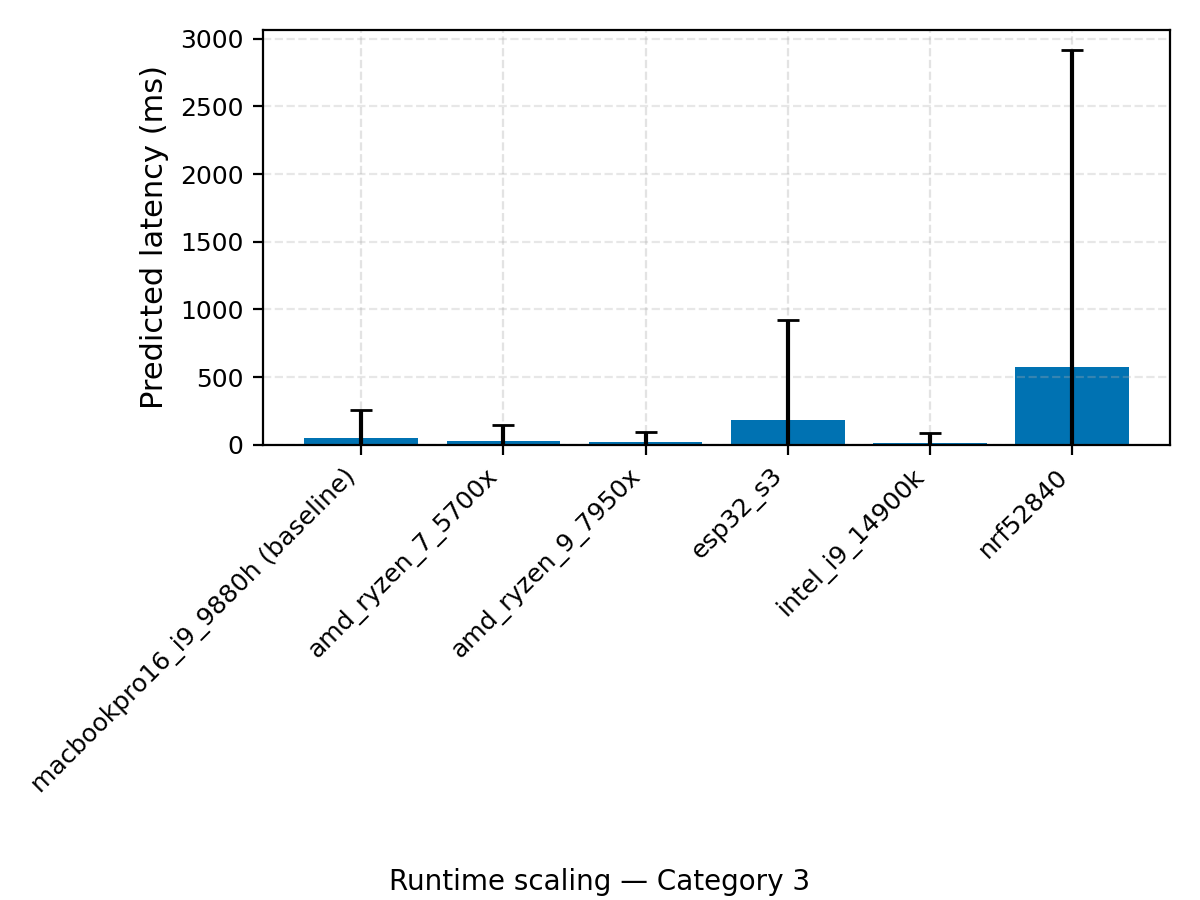 3000
2500
2000
1500
1000
500
0
Predicted latency (ms)
macbookpro16_i9_9880h (baseline)
amd_ryzen_7_5700x
amd_ryzen_9_7950x
esp32_s3
intel_i9_14900k
nrf52840
Runtime scaling — Category 3